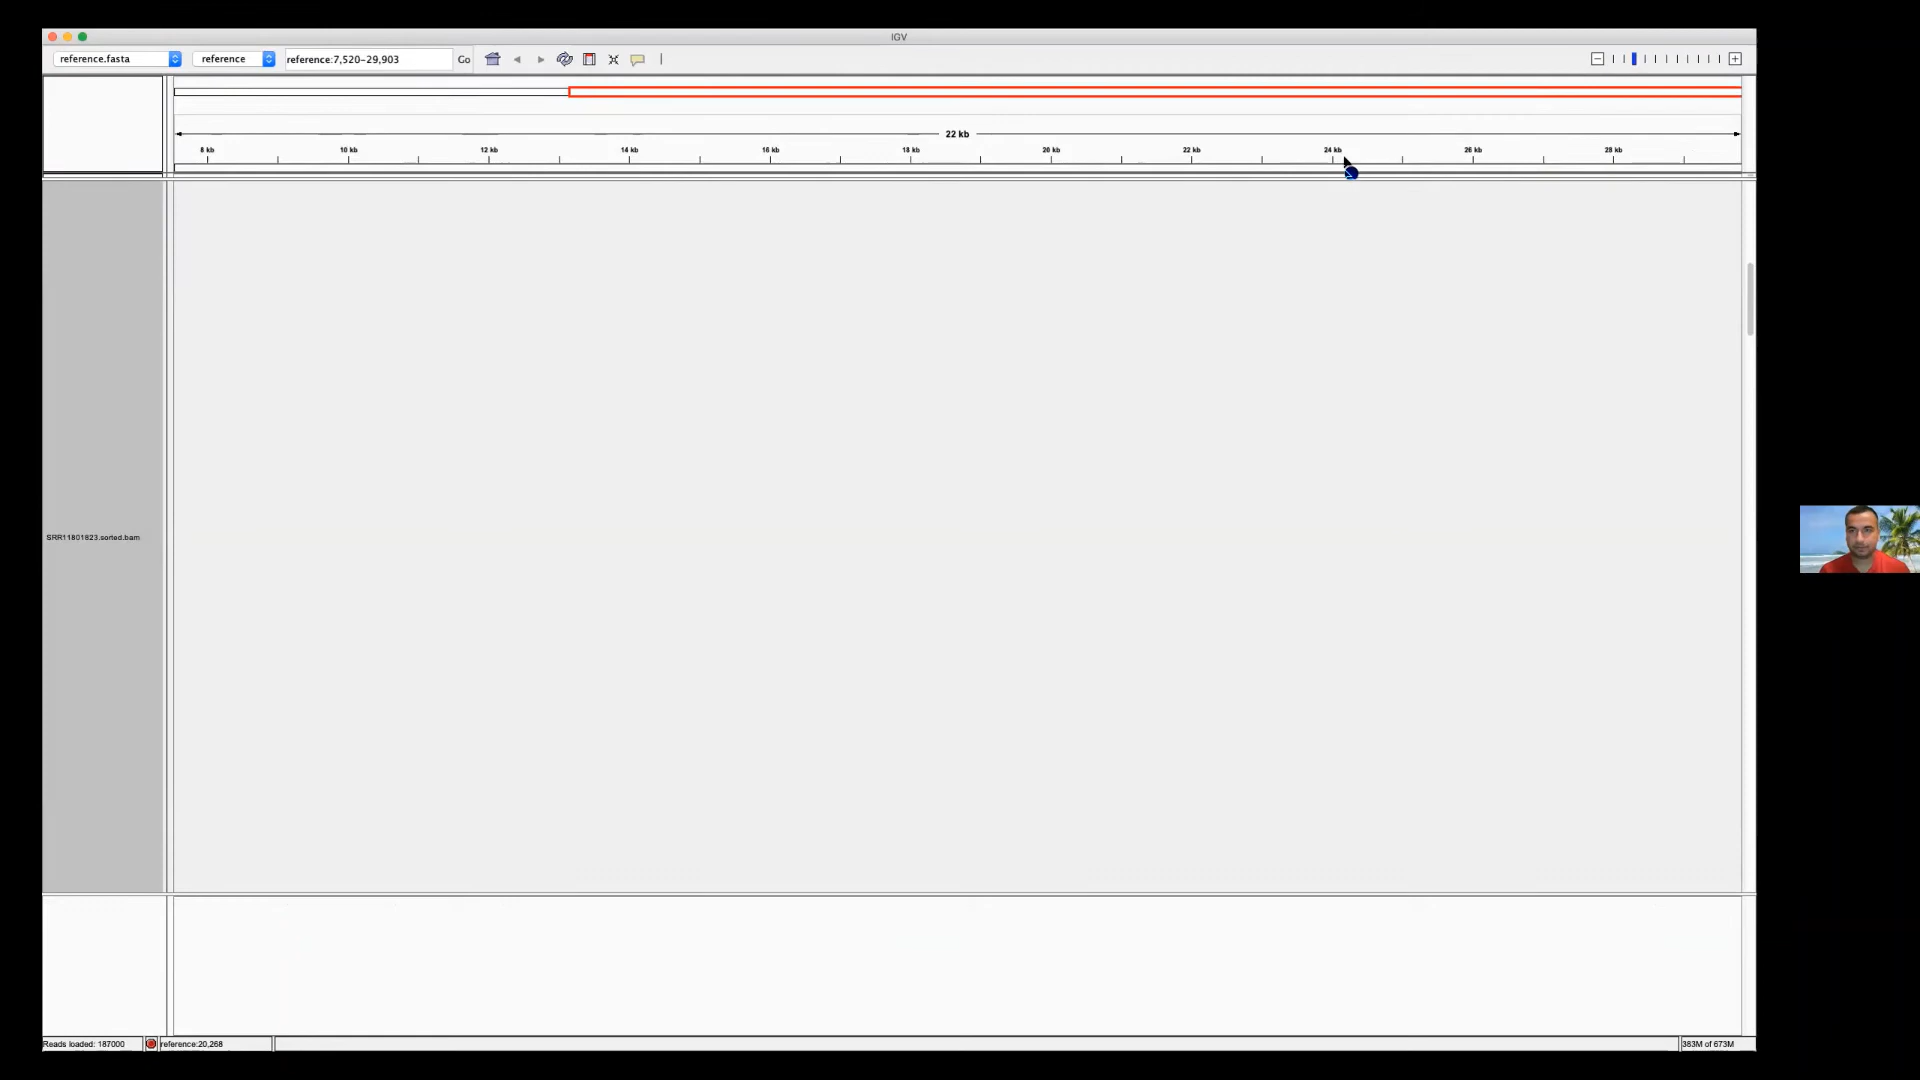 IGV
reference.fasta reference reference:7,520-29,903 Go
22 kb
8 kb 10 kb 12 kb 14 kb 16 kb 18 kb 20 kb 22 kb 24 kb 26 kb 28 kb
SRR11801823.sorted.bam
Reads loaded: 187000 reference:20,268 383M of 673M